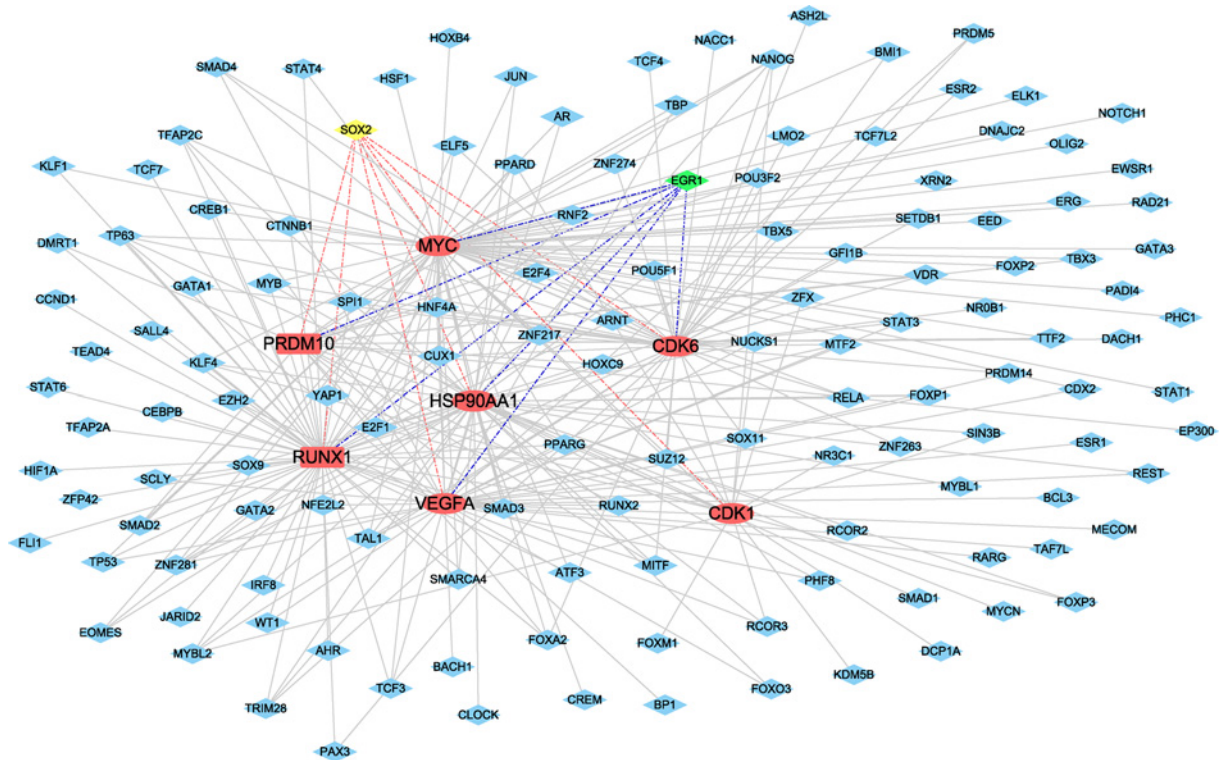 ASH2L
HOXB4
NACC1
PRDM5
SMAD4
STAT4
HSF1
JUN
TCF4
NANOG
BMI1
ESR2
ELK1
NOTCH1
TFAP2C
SOX2
ELF5
AR
TBP
LMO2
TCF7L2
DNAJC2
OLIG2
KLF1
TCF7
PPARD
ZNF274
EGR1
POU3F2
XRN2
EWSR1
CREB1
CTNNB1
RNF2
TBX5
SETDB1
EED
ERG
RAD21
DMRT1
TP63
MYC
GFI1B
FOXP2
TBX3
GATA3
GATA1
MYB
E2F4
POU5F1
VDR
PADI4
CCND1
SPI1
HNF4A
ARNT
ZFX
NR0B1
PHC1
SALL4
PRDM10
ZNF217
CDK6
NUCKS1
STAT3
MTF2
TTF2
DACH1
TEAD4
KLF4
CUX1
HOXC9
PRDM14
STAT6
CEBPB
EZH2
YAP1
HSP90AA1
RELA
FOXP1
CDX2
STAT1
TFAP2A
E2F1
PPARG
SOX11
ZNF263
SIN3B
ESR1
EP300
HIF1A
SCLY
SOX9
RUNX1
SUZ12
NR3C1
MYBL1
REST
ZFP42
GATA2
NFE2L2
VEGFA
SMAD3
RUNX2
CDK1
BCL3
FLI1
SMAD2
TAL1
RCOR2
MECOM
TP53
ZNF281
SMARCA4
ATF3
MITF
PHF8
RARG
TAF7L
EOMES
JARID2
IRF8
WT1
SMAD1
MYCN
FOXP3
MYBL2
AHR
BACH1
FOXA2
FOXM1
RCOR3
KDM5B
DCP1A
TRIM28
TCF3
CLOCK
CREM
BP1
FOXO3
PAX3